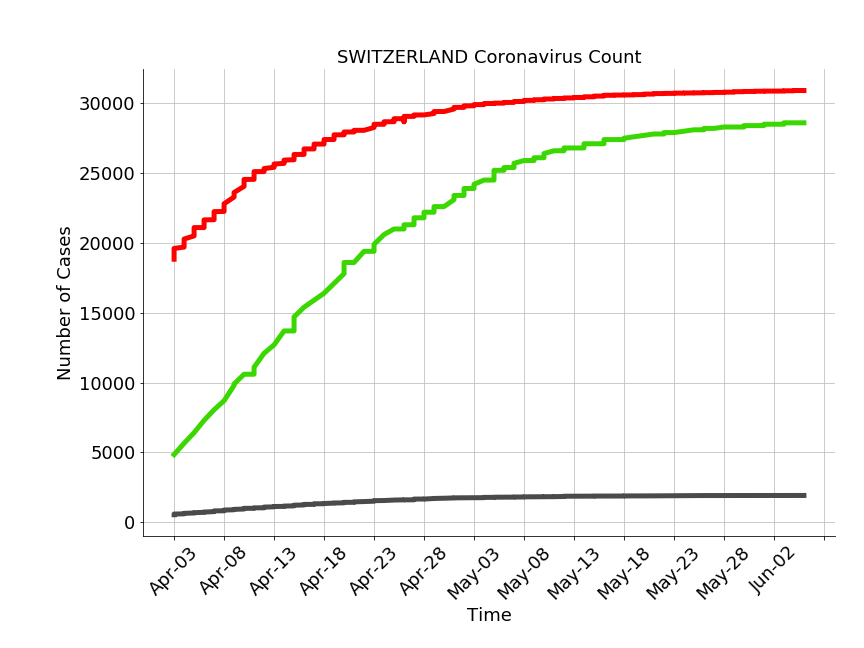 SWITZERLAND Coronavirus Count
Number of Cases
30000
25000
20000
15000
10000
5000
0
Apr-03
Apr-08
Apr-13
Apr-18
Apr-23
Apr-28
May-03
May-08
May-13
May-18
May-23
May-28
Jun-02
Time